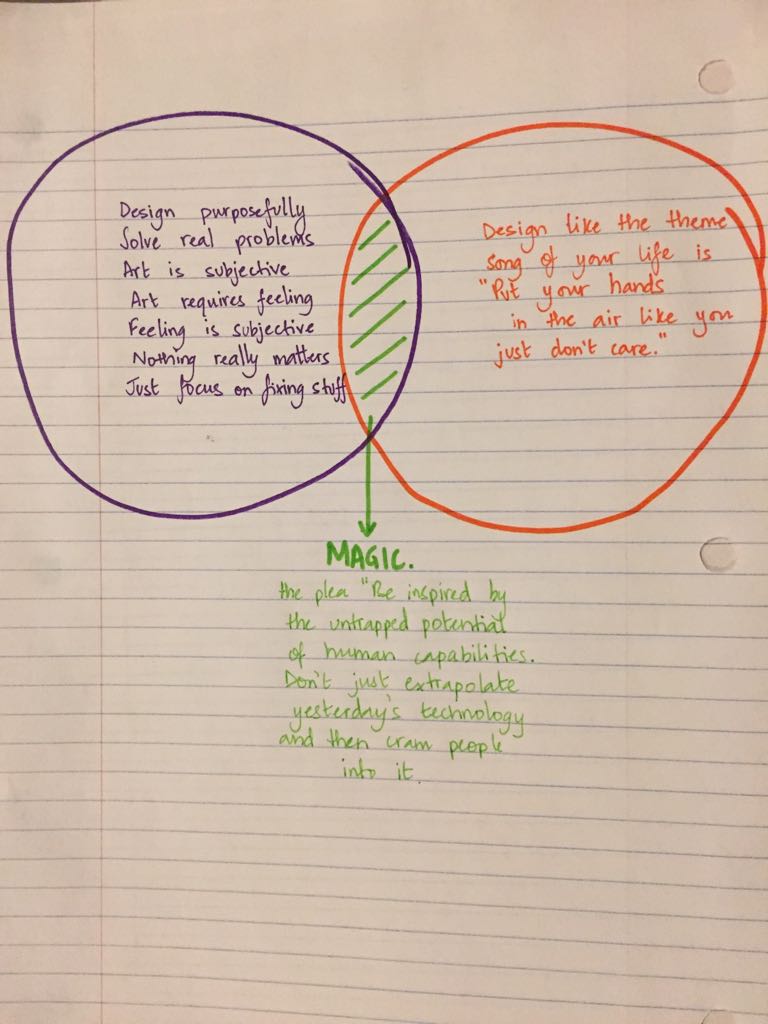 Design purposefully
Solve real problems
Art is subjective
Art requires feeling
Feeling is subjective
Nothing really matters
Just focus on fixing stuff
Design like the theme
song of your life is
"Put your hands
in the air like you
just don't care."
MAGIC.
the plea "Be inspired by
the untrapped potential
of human capabilities.
Don't just extrapolate
yesterday's technology
and then cram people
into it.